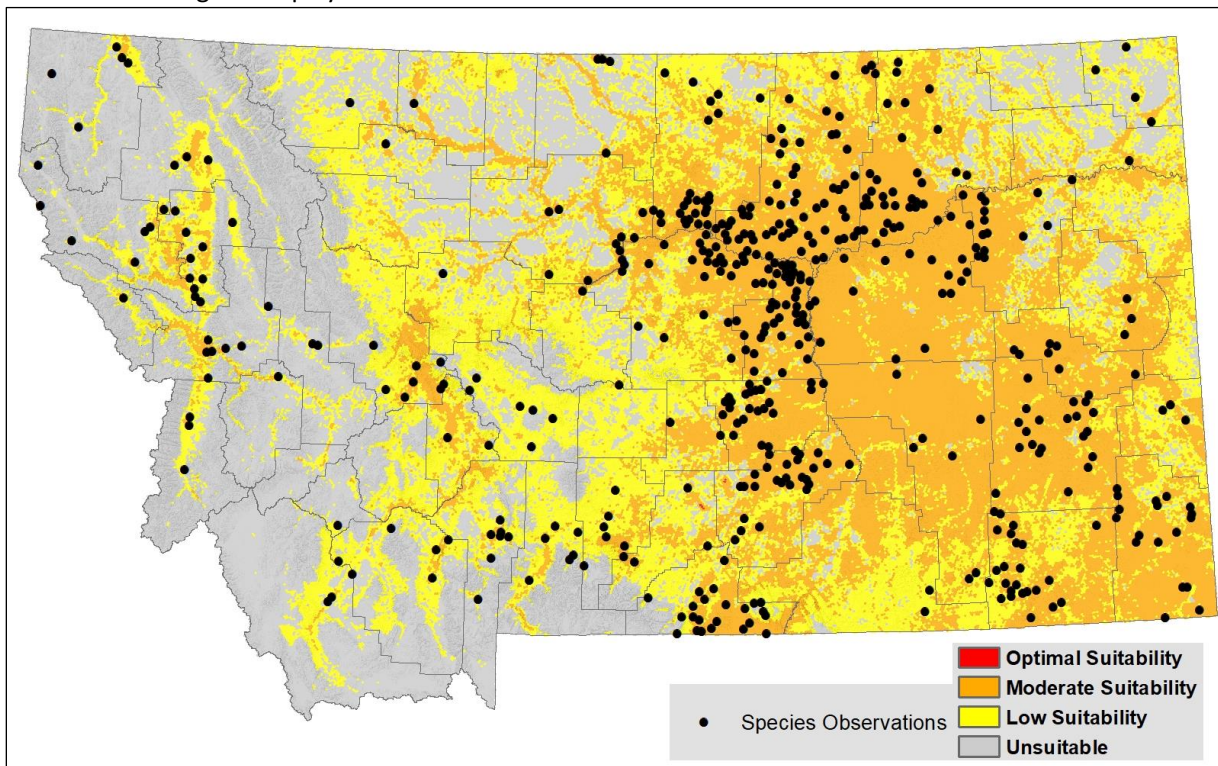 Optimal Suitability
Moderate Suitability
Species Observations
Low Suitability
Unsuitable